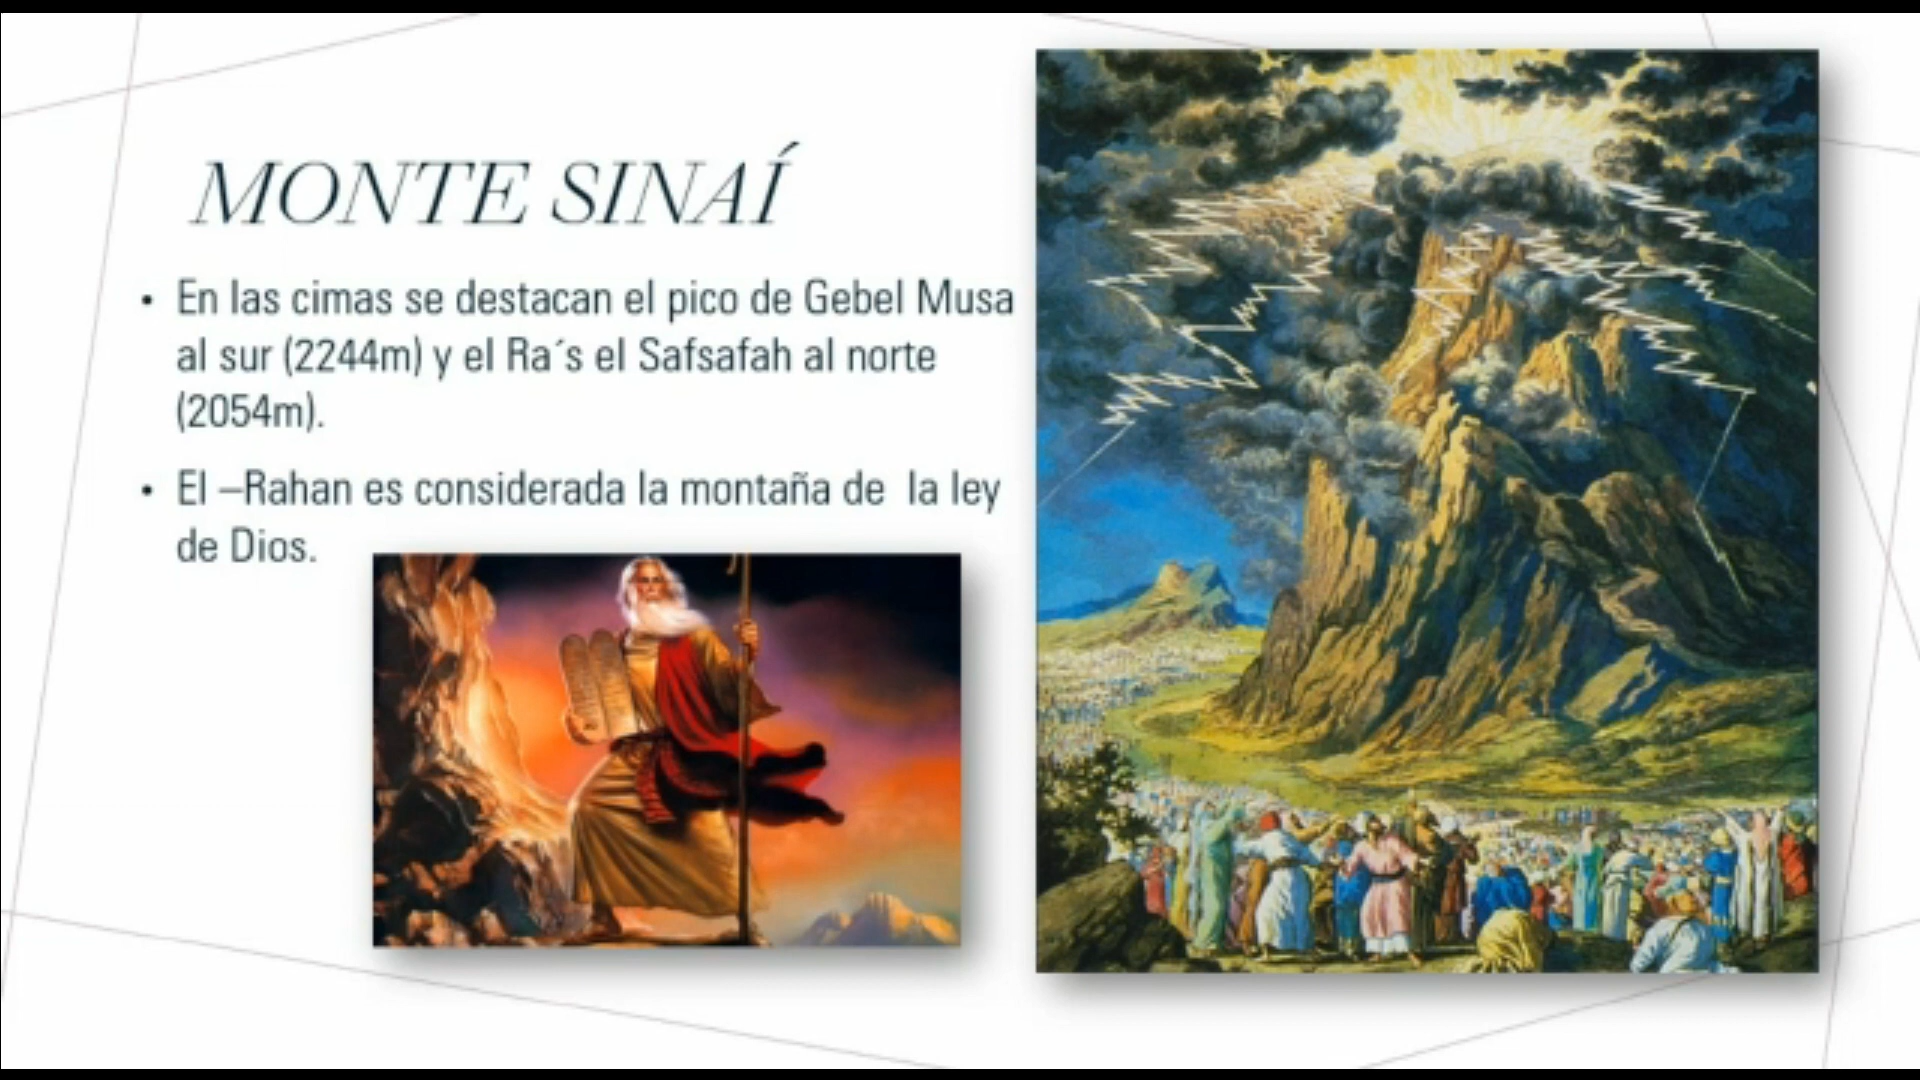 MONTE SINAÍ
• En las cimas se destacan el pico de Gebel Musa
al sur (2244m) y el Ra´s el Safsafah al norte
(2054m).
• El –Rahan es considerada la montaña de  la ley
de Dios.